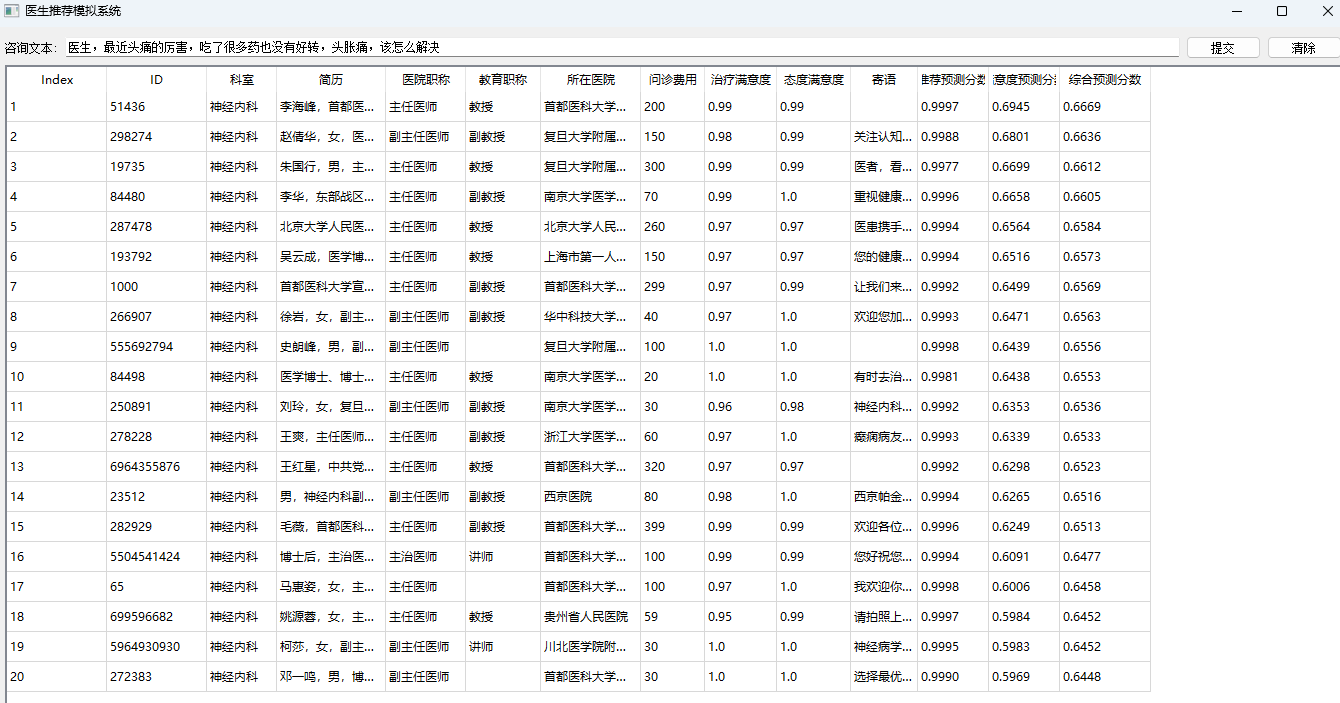 医生推荐模拟系统
咨询文本: 医生，最近头痛的厉害，吃了很多药也没有好转，头胀痛，该怎么解决 提交 清除
Index ID 科室 简历 医院职称 教育职称 所在医院 问诊费用 治疗满意度 态度满意度 寄语 推荐预测分数 意度预测分 综合预测分数
1 51436 神经内科 李海峰，首都医... 主任医师 教授 首都医科大学... 200 0.99 0.99 0.9997 0.6945 0.6669
2 298274 神经内科 赵倩华，女，医... 副主任医师 副教授 复旦大学附属... 150 0.98 0.99 关注认知... 0.9988 0.6801 0.6636
3 19735 神经内科 朱国行，男，主... 主任医师 教授 复旦大学附属... 300 0.99 0.99 医者，看... 0.9977 0.6699 0.6612
4 84480 神经内科 李华，东部战区... 主任医师 副教授 南京大学医学... 70 0.99 1.0 重视健康... 0.9996 0.6658 0.6605
5 287478 神经内科 北京大学人民医... 主任医师 教授 北京大学人民... 260 0.97 0.97 医患携手... 0.9994 0.6564 0.6584
6 193792 神经内科 吴云成，医学博... 主任医师 教授 上海市第一人... 150 0.97 0.97 您的健康... 0.9994 0.6516 0.6573
7 1000 神经内科 首都医科大学宣... 主任医师 副教授 首都医科大学... 299 0.97 0.99 让我们来... 0.9992 0.6499 0.6569
8 266907 神经内科 徐岩，女，副主... 副主任医师 副教授 华中科技大学... 40 0.97 1.0 欢迎您加... 0.9993 0.6471 0.6563
9 555692794 神经内科 史朗峰，男，副... 副主任医师 复旦大学附属... 100 1.0 1.0 0.9998 0.6439 0.6556
10 84498 神经内科 医学博士、博士... 主任医师 教授 南京大学医学... 20 1.0 1.0 有时去治... 0.9981 0.6438 0.6553
11 250891 神经内科 刘玲，女，复旦... 副主任医师 副教授 南京大学医学... 30 0.96 0.98 神经内科... 0.9992 0.6353 0.6536
12 278228 神经内科 王爽，主任医师... 主任医师 副教授 浙江大学医学... 60 0.97 1.0 癫痫病友... 0.9993 0.6339 0.6533
13 6964355876 神经内科 王红星，中共党... 主任医师 教授 首都医科大学... 320 0.97 0.97 0.9992 0.6298 0.6523
14 23512 神经内科 男，神经内科副... 副主任医师 副教授 西京医院 80 0.98 1.0 西京帕金... 0.9994 0.6265 0.6516
15 282929 神经内科 毛薇，首都医科... 主任医师 副教授 首都医科大学... 399 0.99 0.99 欢迎各位... 0.9996 0.6249 0.6513
16 5504541424 神经内科 博士后，主治医... 主治医师 讲师 首都医科大学... 100 0.99 0.99 您好祝您... 0.9994 0.6091 0.6477
17 65 神经内科 马惠姿，女，主... 主任医师 首都医科大学... 100 0.97 1.0 我欢迎你... 0.9998 0.6006 0.6458
18 699596682 神经内科 姚源蓉，女，主... 主任医师 教授 贵州省人民医院 59 0.95 0.99 请拍照上... 0.9997 0.5984 0.6452
19 5964930930 神经内科 柯莎，女，副主... 副主任医师 讲师 川北医学院附... 30 1.0 1.0 神经病学... 0.9995 0.5983 0.6452
20 272383 神经内科 邓一鸣，男，博... 副主任医师 首都医科大学... 30 1.0 1.0 选择最优... 0.9990 0.5969 0.6448